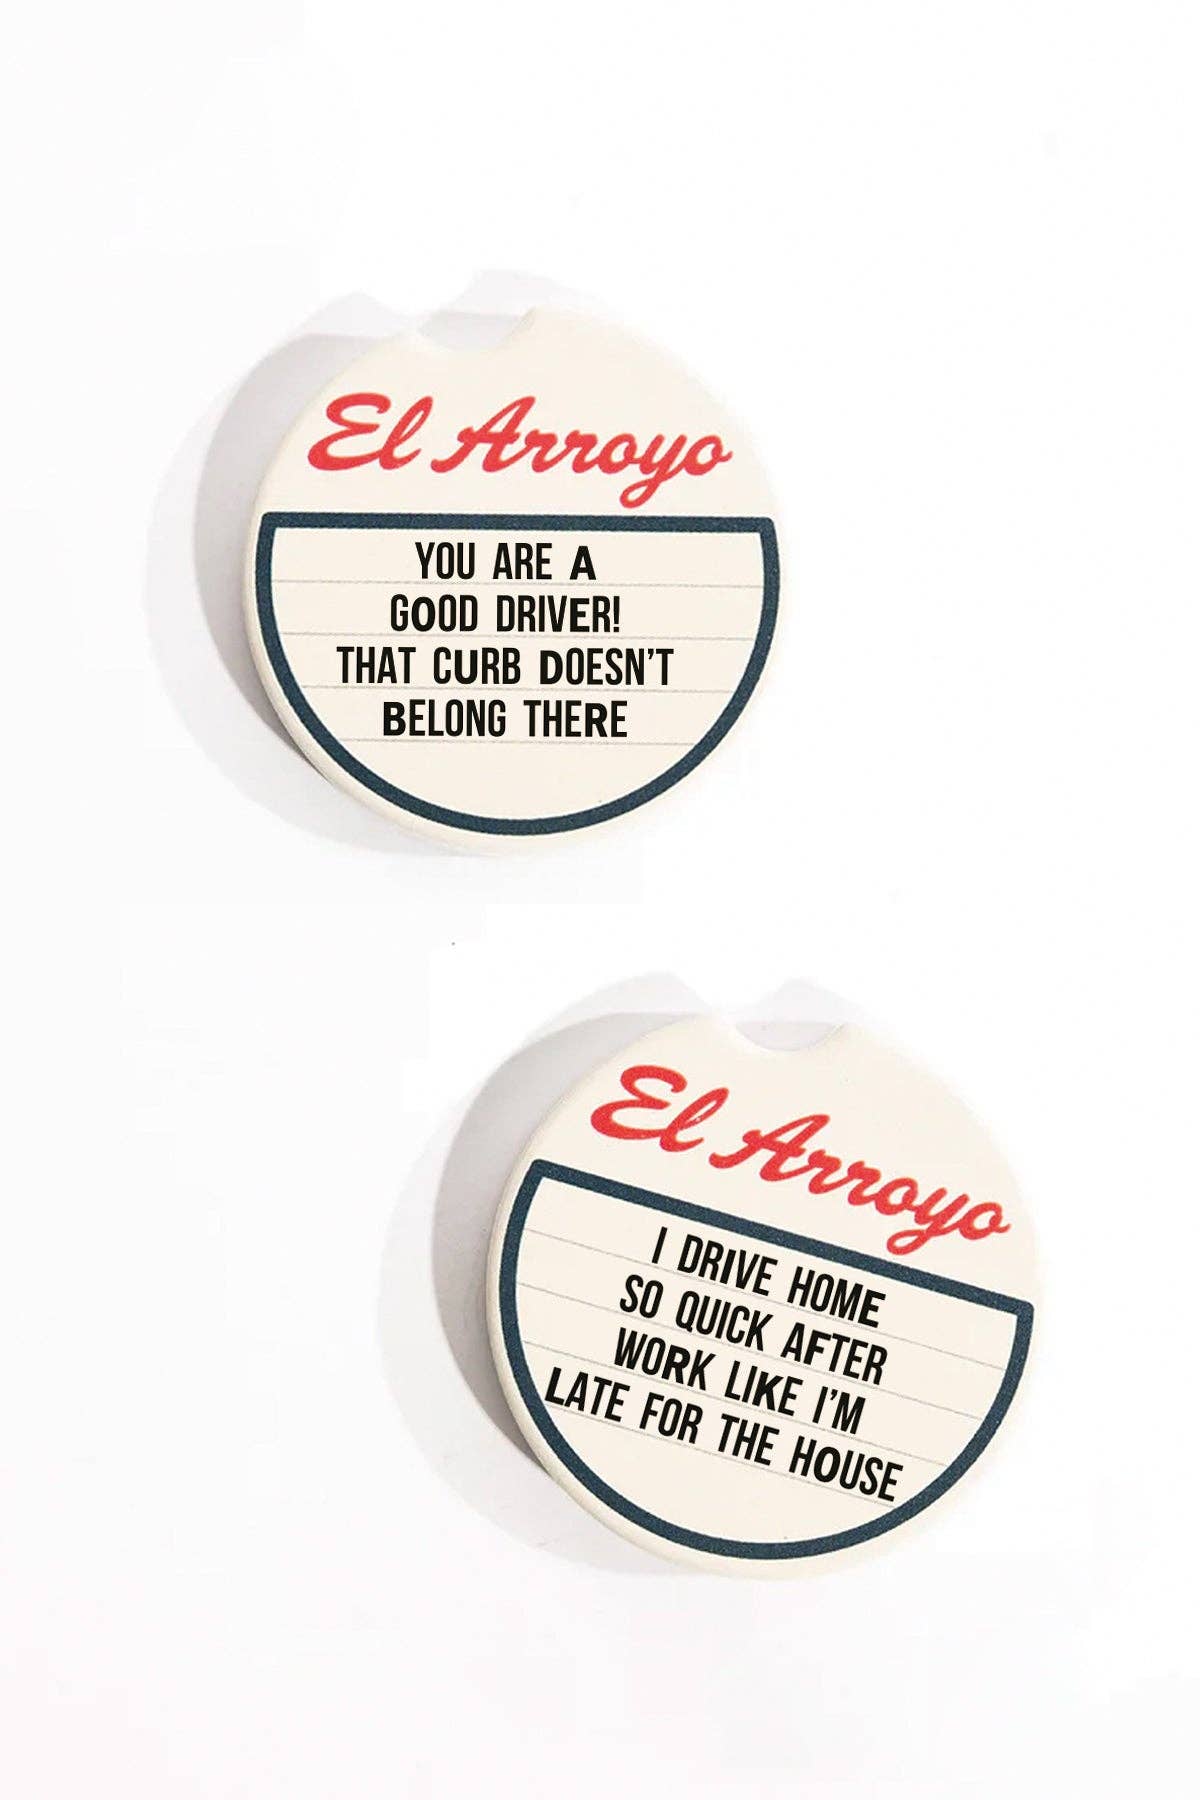 El Arroyo
YOU ARE A
GOOD DRIVER!
THAT CURB DOESN'T
BELONG THERE
El Arroyo
I DRIVE HOME
SO QUICK AFTER
WORK LIKE I'M
LATE FOR THE HOUSE